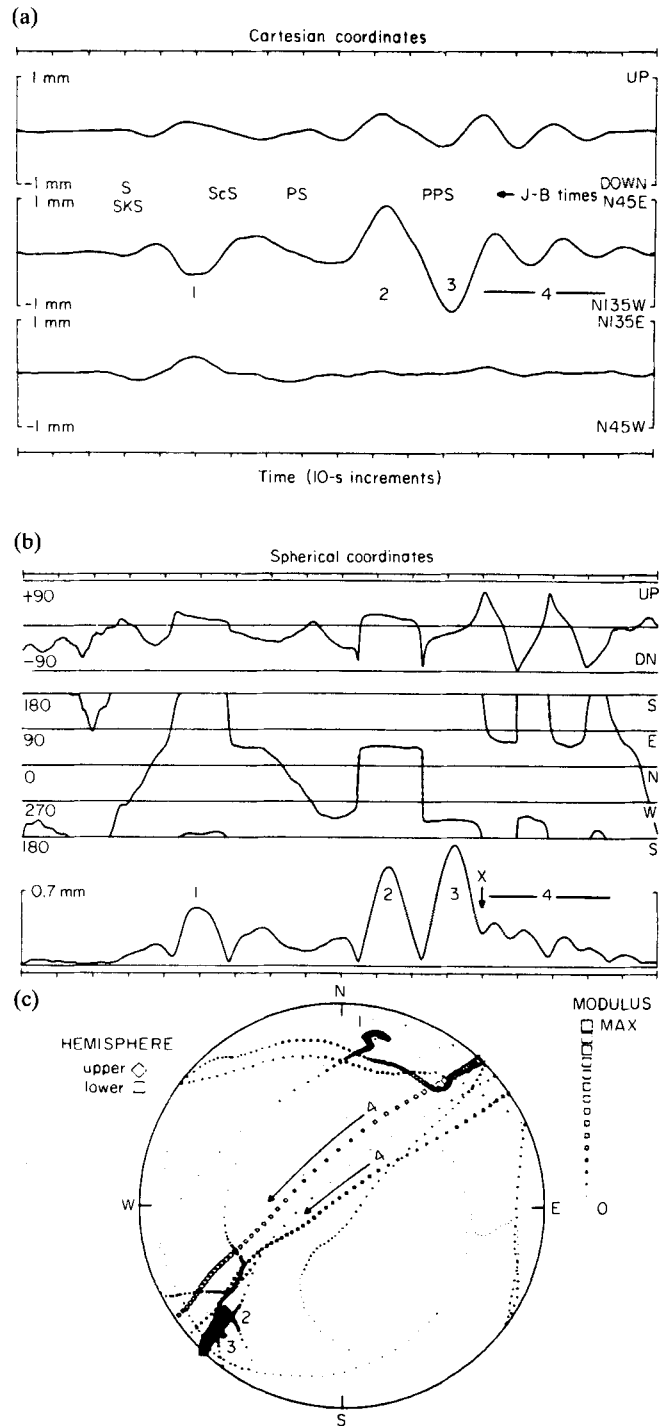 (a)
Cartesian coordinates
1 mm UP
-1 mm DOWN
S ScS PS PPS ← J-B times
SKS
1 mm N45E
1 2 3 4
-1 mm N135W
1 mm N135E
-1 mm N45W
Time (10-s increments)
(b)
Spherical coordinates
+90 UP
-90 DN
180 S
90 E
0 N
270 W
180 S
0.7 mm 1 2 3 X 4
(c)
N
HEMISPHERE
upper
lower
MODULUS
MAX
1
4
4
W E
O
2
3
S